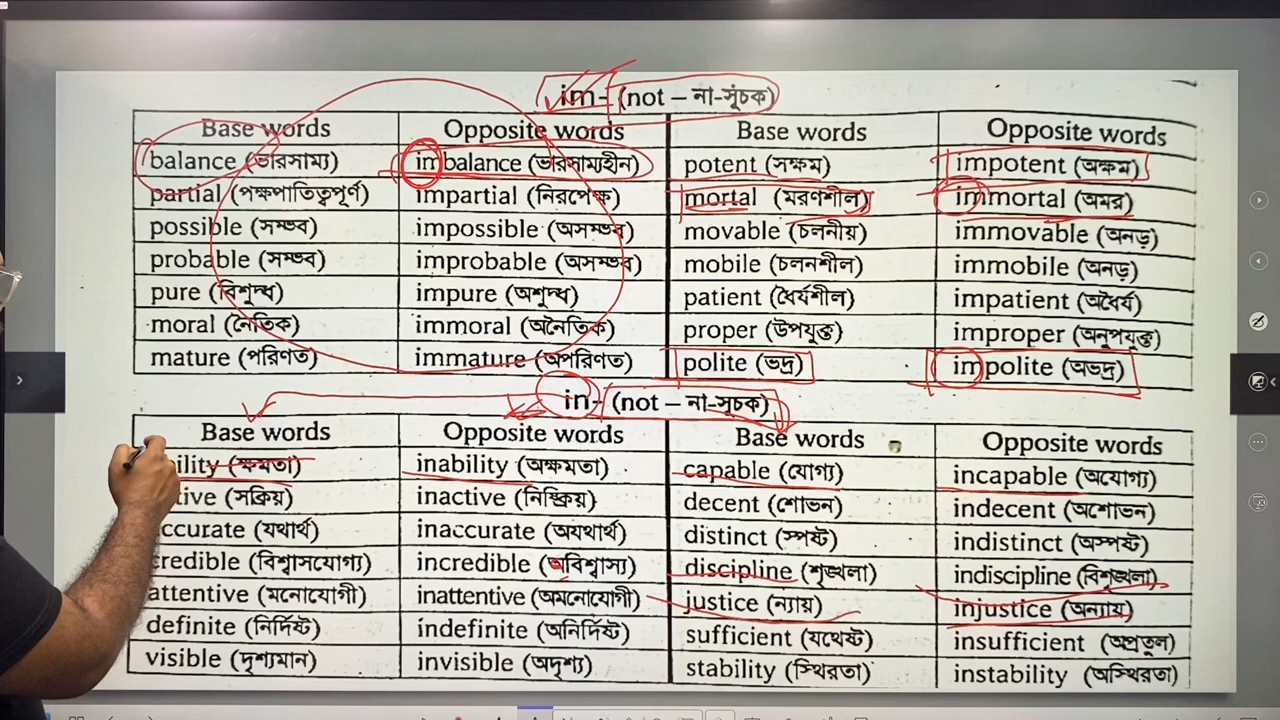 im- (not – না-সূচক)
Base words Opposite words Base words Opposite words
balance (ভারসাম্য) inbalance (ভারসাম্যহীন) potent (সক্ষম) impotent (অক্ষম)
partial (পক্ষপাতিত্বপূর্ণ) impartial (নিরপেক্ষ) mortal (মরণশীল) immortal (অমর)
possible (সম্ভব) impossible (অসম্ভব) movable (চলনীয়) immovable (অনড়)
probable (সম্ভব) improbable (অসম্ভব) mobile (চলনশীল) immobile (অনড়)
pure (বিশুদ্ধ) impure (অশুদ্ধ) patient (ধৈর্যশীল) impatient (অধৈর্য)
moral (নৈতিক) immoral (অনৈতিক) proper (উপযুক্ত) improper (অনুপযুক্ত)
mature (পরিণত) immature (অপরিণত) polite (ভদ্র) impolite (অভদ্র)
in- (not – না-সূচক)
Base words Opposite words Base words Opposite words
ility (ক্ষমতা) inability (অক্ষমতা) capable (যোগ্য) incapable (অযোগ্য)
tive (সক্রিয়) inactive (নিষ্ক্রিয়) decent (শোভন) indecent (অশোভন)
accurate (যথার্থ) inaccurate (অযথার্থ) distinct (স্পষ্ট) indistinct (অস্পষ্ট)
credible (বিশ্বাসযোগ্য) incredible (অবিশ্বাস্য) discipline (শৃঙ্খলা) indiscipline (বিশৃঙ্খলা)
attentive (মনোযোগী) inattentive (অমনোযোগী) justice (ন্যায়) injustice (অন্যায়)
definite (নির্দিষ্ট) indefinite (অনির্দিষ্ট) sufficient (যথেষ্ট) insufficient (অপ্রতুল)
visible (দৃশ্যমান) invisible (অদৃশ্য) stability (স্থিরতা) instability (অস্থিরতা)